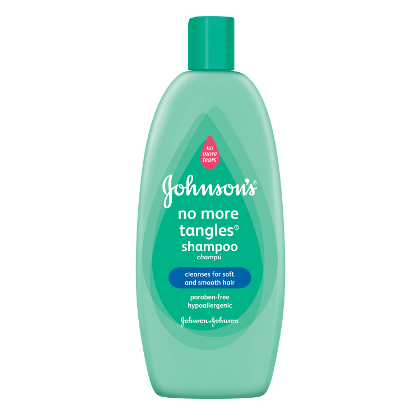 no
more
tears®
Johnson's®
no more
tangles®
shampoo
champú
cleanses for soft
and smooth hair
paraben-free
hypoallergenic
Johnson+Johnson